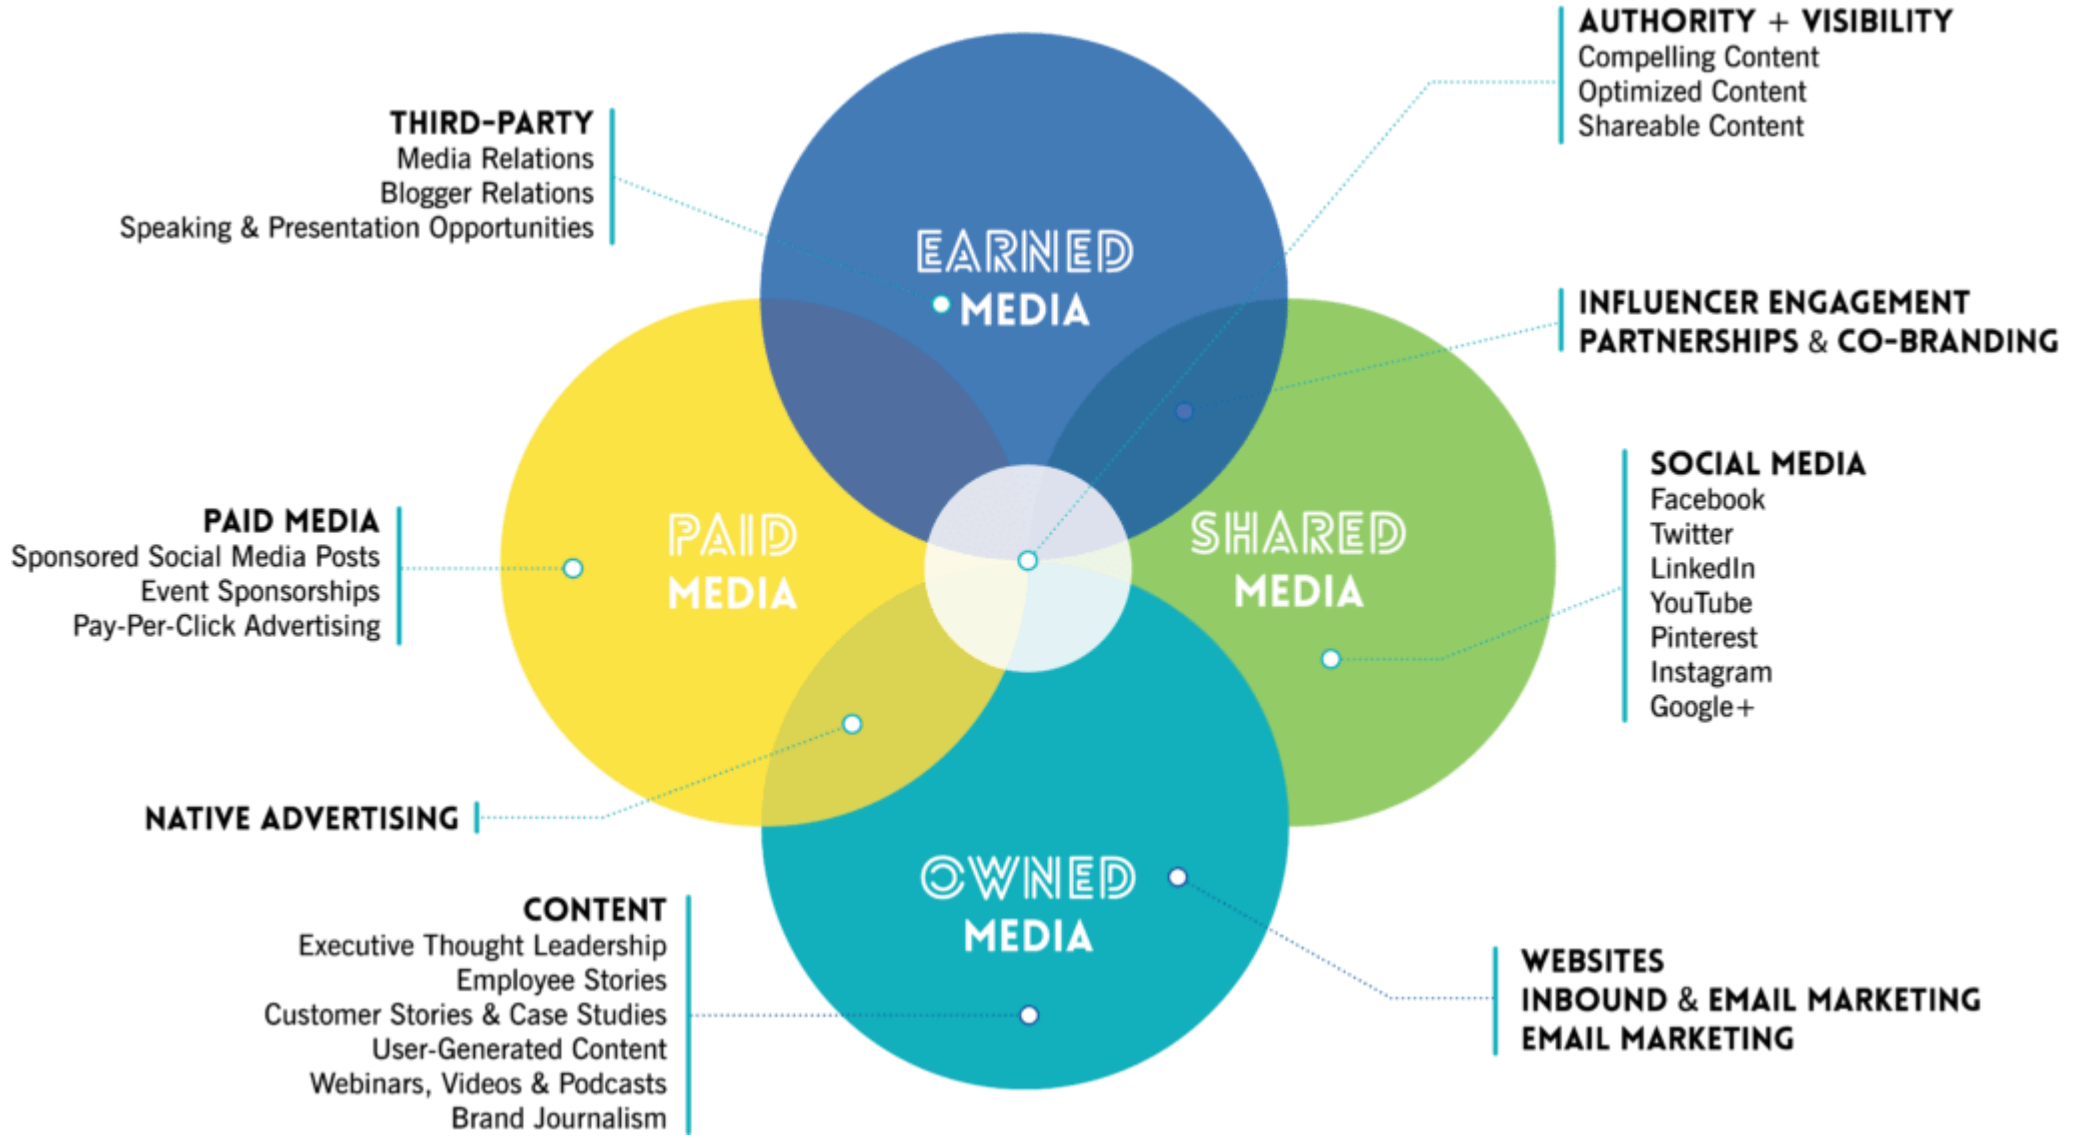 AUTHORITY + VISIBILITY
Compelling Content
Optimized Content
Shareable Content
THIRD-PARTY
Media Relations
Blogger Relations
Speaking & Presentation Opportunities
EARNED
MEDIA
INFLUENCER ENGAGEMENT
PARTNERSHIPS & CO-BRANDING
PAID MEDIA
Sponsored Social Media Posts
Event Sponsorships
Pay-Per-Click Advertising
PAID
MEDIA
SHARED
MEDIA
SOCIAL MEDIA
Facebook
Twitter
LinkedIn
YouTube
Pinterest
Instagram
Google+
NATIVE ADVERTISING
OWNED
MEDIA
CONTENT
Executive Thought Leadership
Employee Stories
Customer Stories & Case Studies
User-Generated Content
Webinars, Videos & Podcasts
Brand Journalism
WEBSITES
INBOUND & EMAIL MARKETING
EMAIL MARKETING